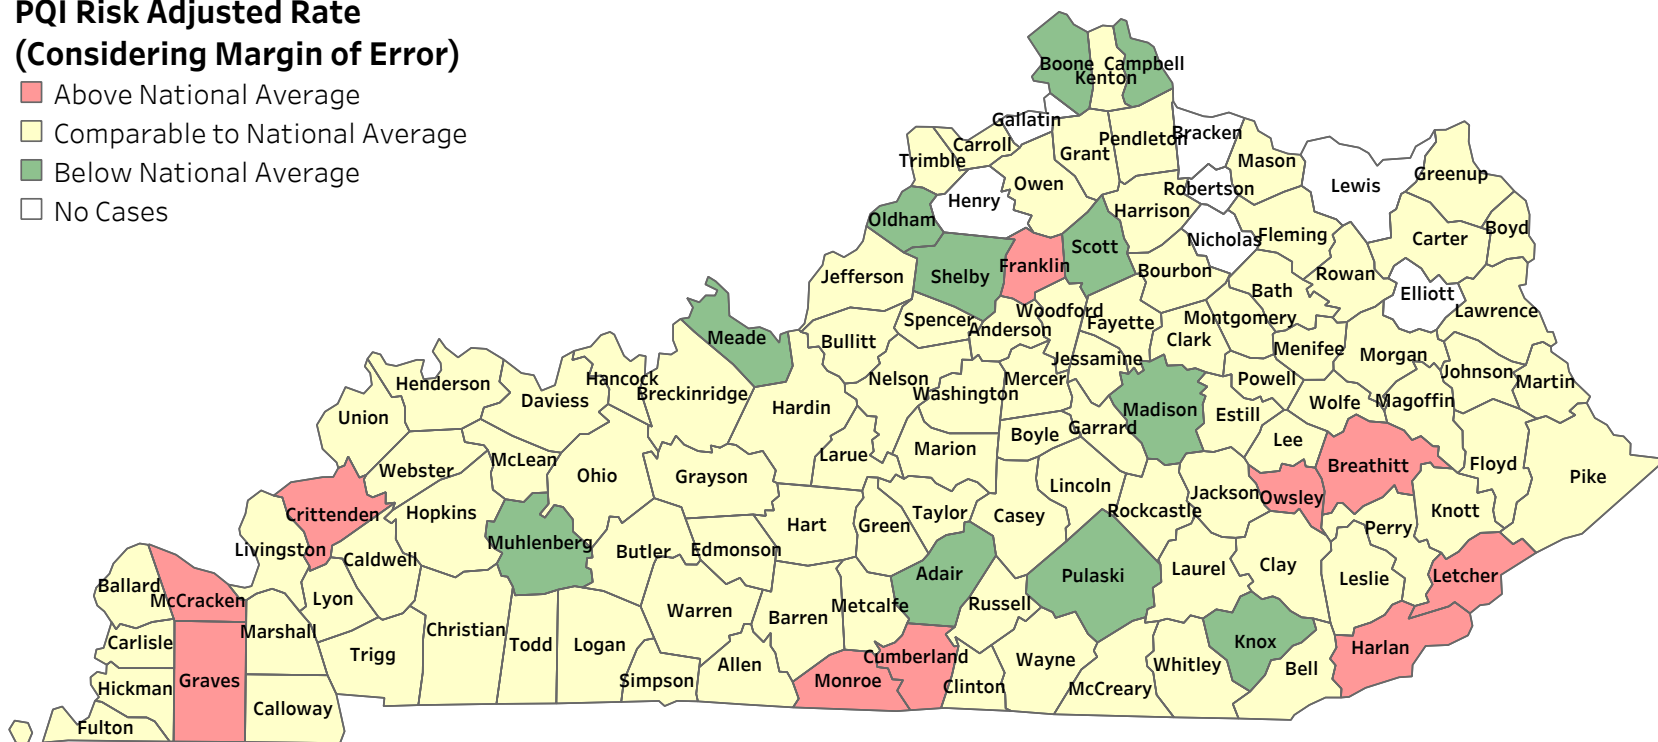 PQI Risk Adjusted Rate
(Considering Margin of Error)
Above National Average
Comparable to National Average
Below National Average
No Cases
Boone
Campbell
Kenton
Gallatin
Carroll
Trimble
Grant
Pendleton
Bracken
Mason
Lewis
Greenup
Owen
Henry
Robertson
Harrison
Oldham
Scott
Nicholas
Fleming
Carter
Boyd
Jefferson
Shelby
Franklin
Bourbon
Rowan
Bath
Elliott
Lawrence
Spencer
Anderson
Woodford
Fayette
Montgomery
Clark
Meade
Bullitt
Menifee
Morgan
Jessamine
Johnson
Martin
Henderson
Hancock
Daviess
Breckinridge
Nelson
Washington
Mercer
Powell
Wolfe
Magoffin
Union
Hardin
Madison
Estill
Garrard
Boyle
Lee
Webster
McLean
Ohio
Grayson
Larue
Marion
Breathitt
Floyd
Pike
Lincoln
Jackson
Owsley
Crittenden
Hopkins
Hart
Green
Taylor
Casey
Rockcastle
Perry
Knott
Livingston
Caldwell
Muhlenberg
Butler
Edmonson
Adair
Pulaski
Laurel
Clay
Leslie
Letcher
Ballard
McCracken
Lyon
Warren
Barren
Metcalfe
Russell
Carlisle
Marshall
Christian
Todd
Logan
Trigg
Allen
Cumberland
Wayne
Whitley
Knox
Bell
Harlan
Hickman
Graves
Simpson
Monroe
Clinton
McCreary
Calloway
Fulton